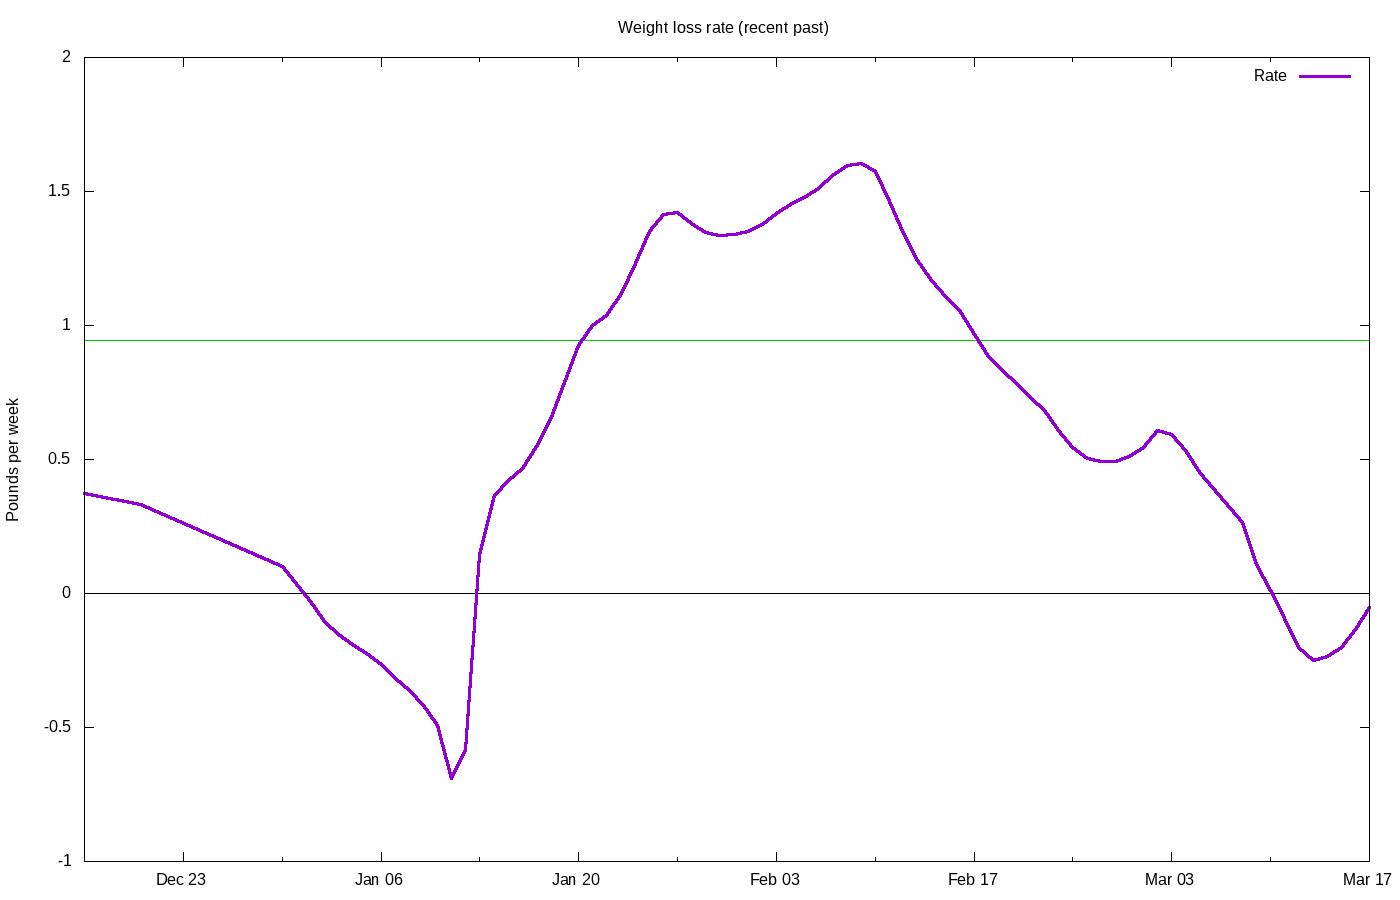 Weight loss rate (recent past)
Rate
Pounds per week
2
1.5
1
0.5
0
-0.5
-1
Dec 23
Jan 06
Jan 20
Feb 03
Feb 17
Mar 03
Mar 17